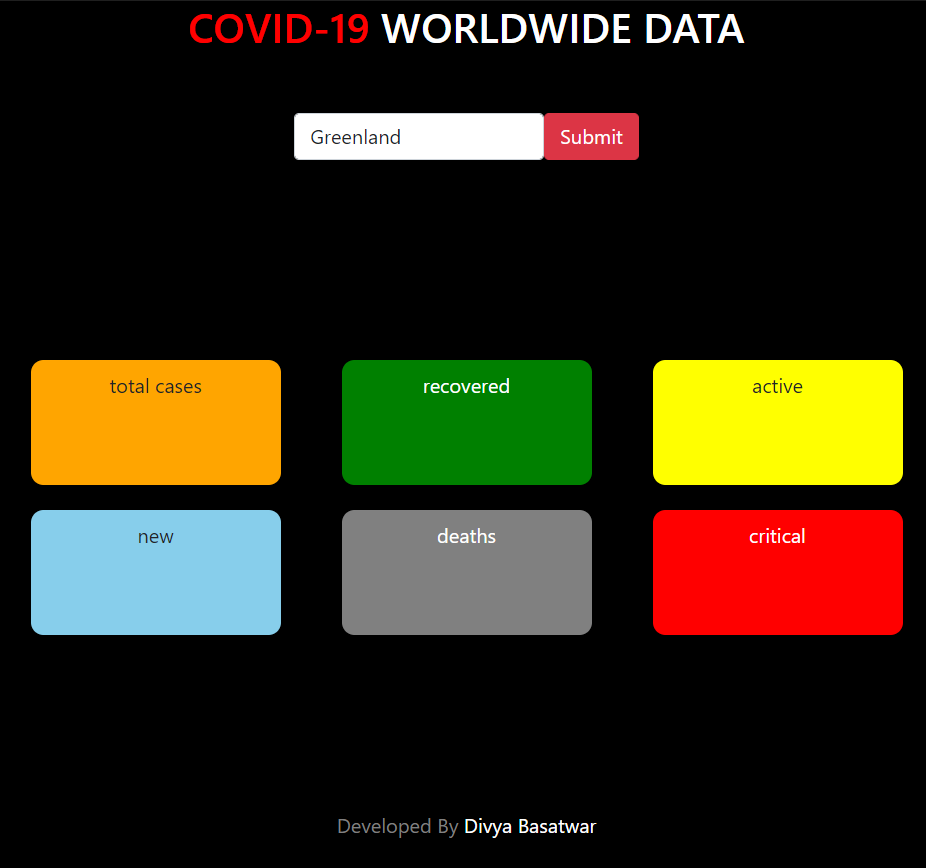 COVID-19 WORLDWIDE DATA
Greenland Submit
total cases recovered active
new deaths critical
Developed By Divya Basatwar